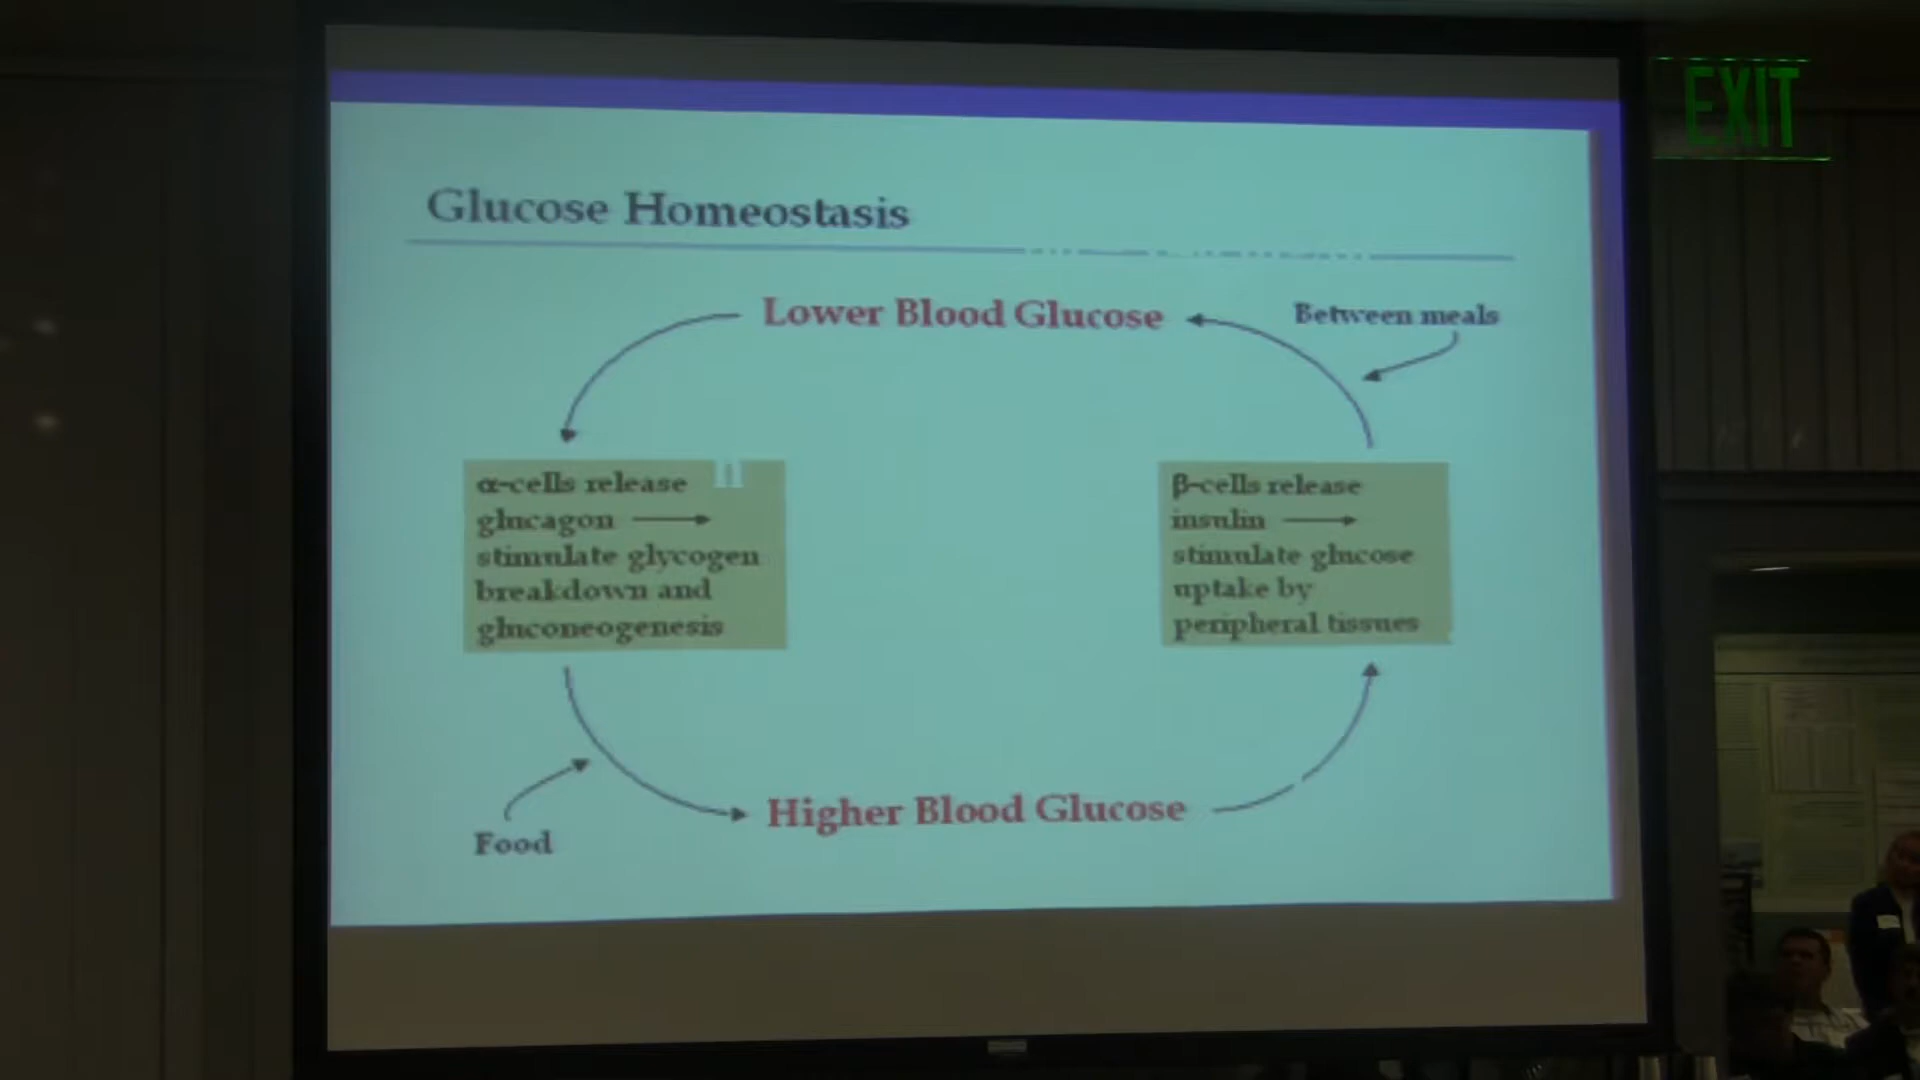 EXIT
Glucose Homeostasis
Lower Blood Glucose
Between meals
α-cells release
glucagon →
stimulate glycogen
breakdown and
gluconeogenesis
β-cells release
insulin →
stimulate glucose
uptake by
peripheral tissues
Food
Higher Blood Glucose